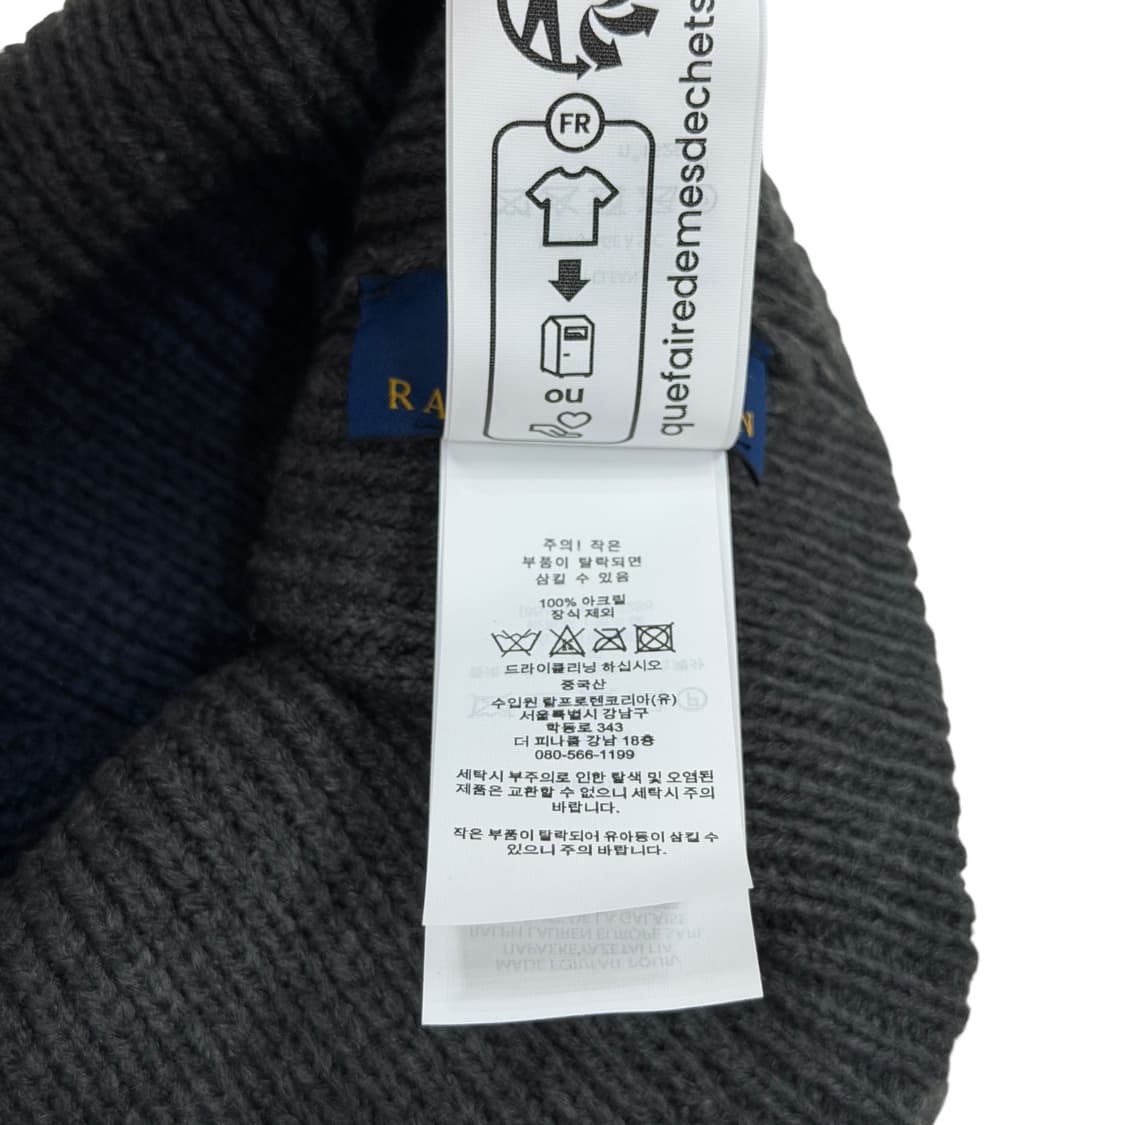 FR
quefairedemesdechets
ou
RA
N
주의! 작은
부품이 탈락되면
삼킬 수 있음
100% 아크릴
장식 제외
드라이클리닝 하십시오
중국산
수입원 랄프로렌코리아(유)
서울특별시 강남구
학동로 343
더 피나클 강남 18층
080-566-1199
세탁시 부주의로 인한 탈색 및 오염된
제품은 교환할 수 없으니 세탁시 주의
바랍니다.
작은 부품이 탈락되어 유아등이 삼킬 수
있으니 주의 바랍니다.
RALPH LAUREN EUROPE SARL